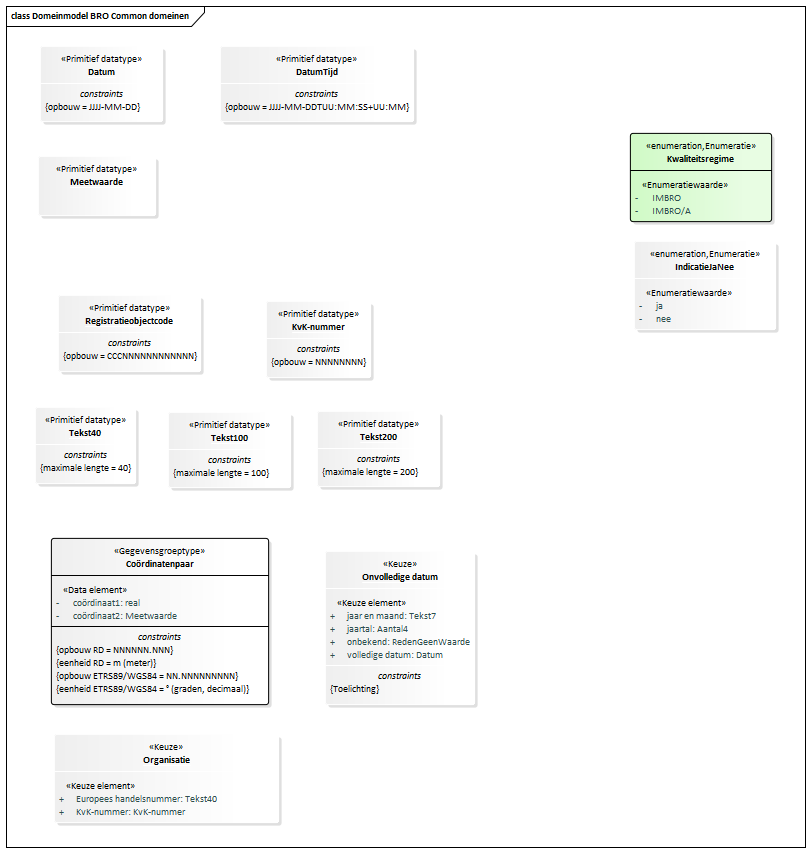 class Domeinmodel BRO Common domeinen
«Primitief datatype»
Datum
constraints
{opbouw = JJJJ-MM-DD}
«Primitief datatype»
DatumTijd
constraints
{opbouw = JJJJ-MM-DDTUU:MM:SS+UU:MM}
«Primitief datatype»
Meetwaarde
«enumeration,Enumeratie»
Kwaliteitsregime
«Enumeratiewaarde»
- IMBRO
- IMBRO/A
«enumeration,Enumeratie»
IndicatieJaNee
«Enumeratiewaarde»
- ja
- nee
«Primitief datatype»
Registratieobjectcode
constraints
{opbouw = CCCNNNNNNNNNNNN}
«Primitief datatype»
KvK-nummer
constraints
{opbouw = NNNNNNNN}
«Primitief datatype»
Tekst40
constraints
{maximale lengte = 40}
«Primitief datatype»
Tekst100
constraints
{maximale lengte = 100}
«Primitief datatype»
Tekst200
constraints
{maximale lengte = 200}
«Gegevensgroeptype»
Coördinatenpaar
«Data element»
- coördinaat1: real
- coördinaat2: Meetwaarde
constraints
{opbouw RD = NNNNNN.NNN}
{eenheid RD = m (meter)}
{opbouw ETRS89/WGS84 = NN.NNNNNNNNN}
{eenheid ETRS89/WGS84 = ° (graden, decimaal)}
«Keuze»
Onvolledige datum
«Keuze element»
+ jaar en maand: Tekst7
+ jaartal: Aantal4
+ onbekend: RedenGeenWaarde
+ volledige datum: Datum
constraints
{Toelichting}
«Keuze»
Organisatie
«Keuze element»
+ Europees handelsnummer: Tekst40
+ KvK-nummer: KvK-nummer